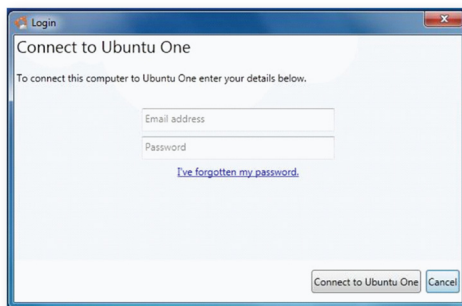 Login
Connect to Ubuntu One
To connect this computer to Ubuntu One enter your details below.
Email address
Password
I've forgotten my password.
Connect to Ubuntu One Cancel